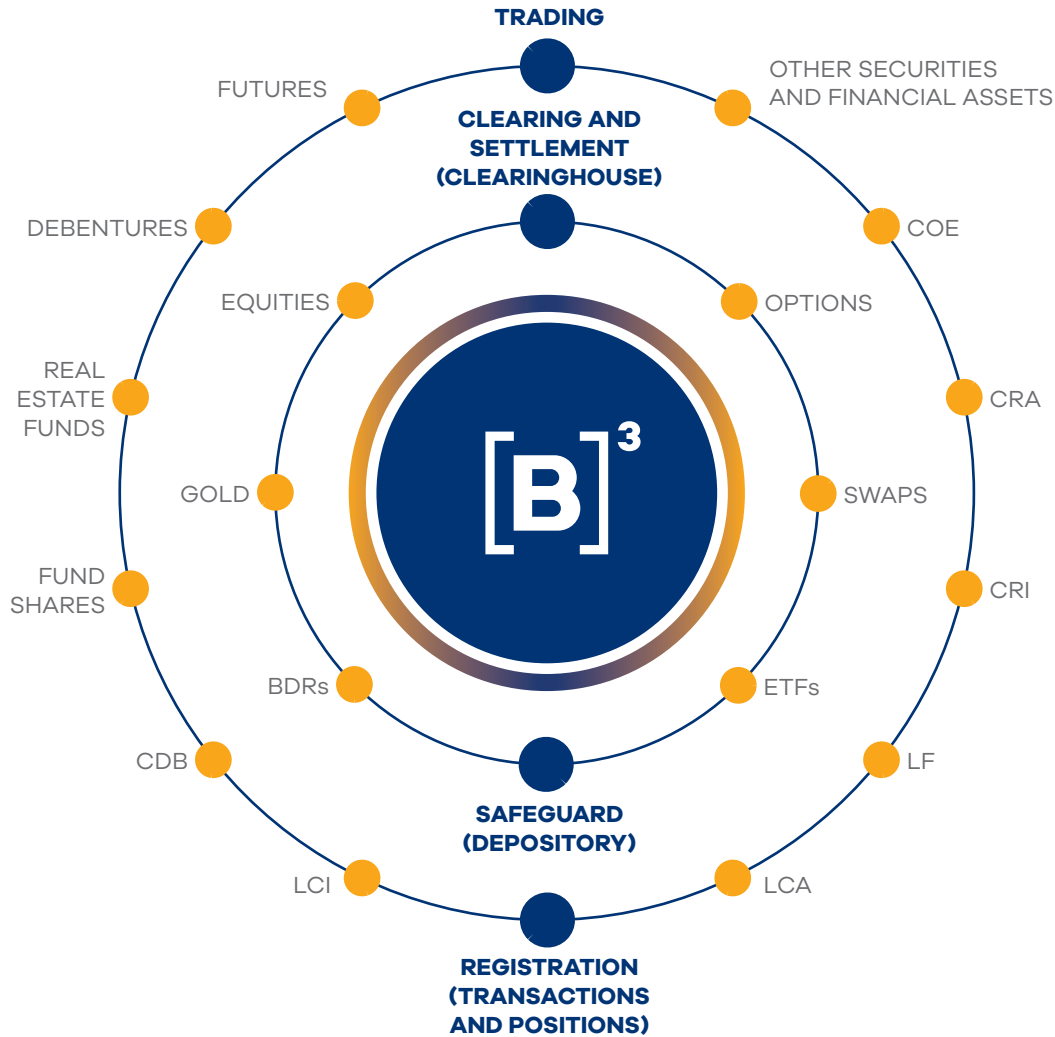 TRADING
FUTURES
OTHER SECURITIES
AND FINANCIAL ASSETS
CLEARING AND
SETTLEMENT
(CLEARINGHOUSE)
DEBENTURES
COE
EQUITIES
OPTIONS
REAL
ESTATE
FUNDS
CRA
[B]³
GOLD
SWAPS
FUND
SHARES
CRI
BDRs
ETFs
CDB
LF
SAFEGUARD
(DEPOSITORY)
LCI
LCA
REGISTRATION
(TRANSACTIONS
AND POSITIONS)